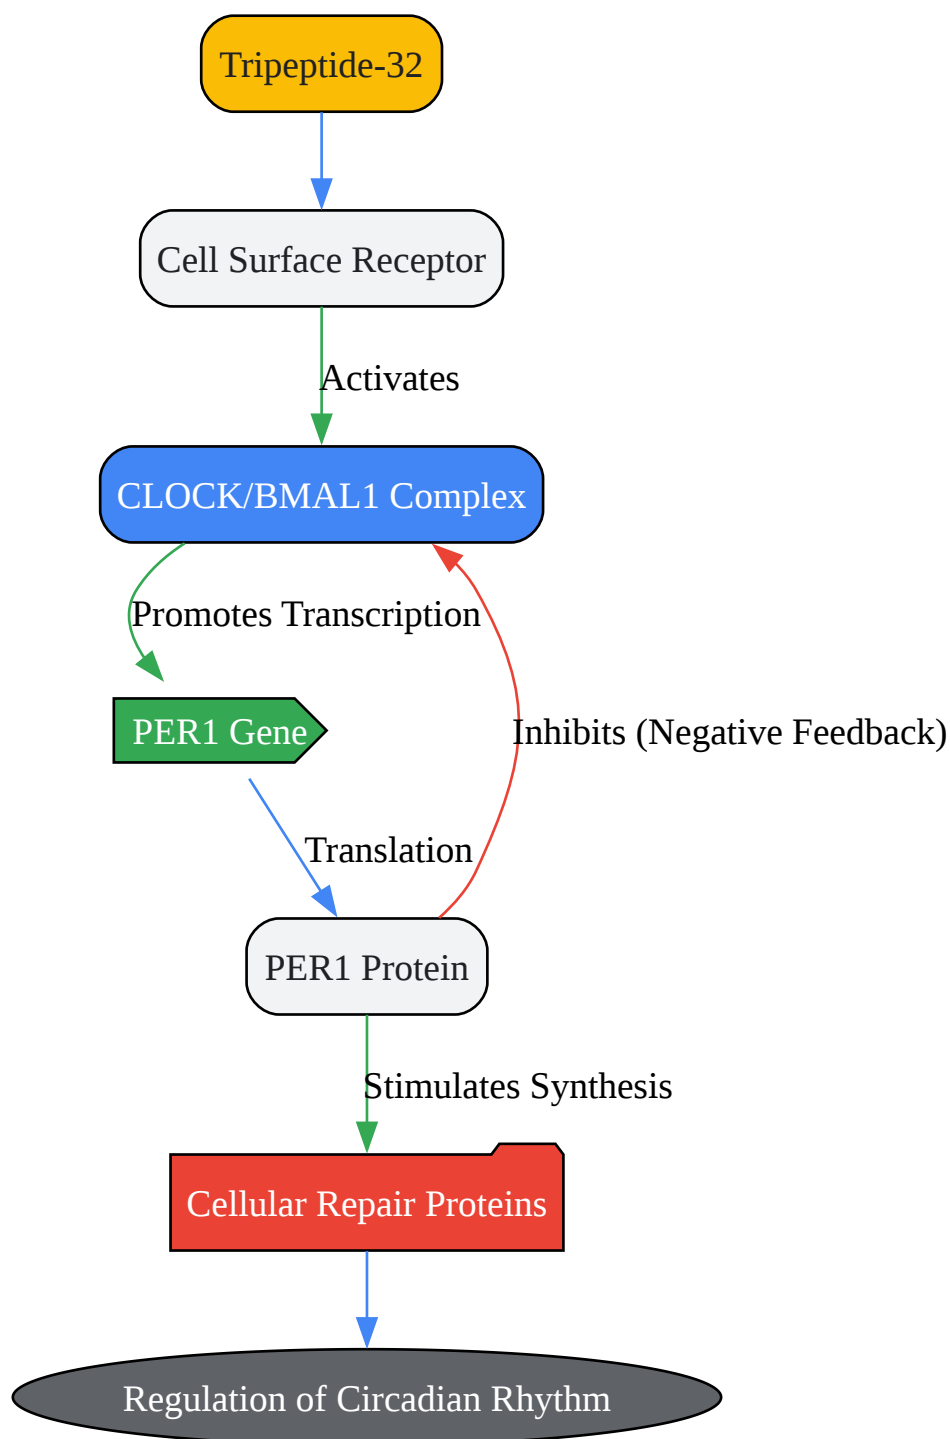 Tripeptide-32
Cell Surface Receptor
Activates
CLOCK/BMAL1 Complex
Promotes Transcription
PER1 Gene
Inhibits (Negative Feedback)
Translation
PER1 Protein
Stimulates Synthesis
Cellular Repair Proteins
Regulation of Circadian Rhythm